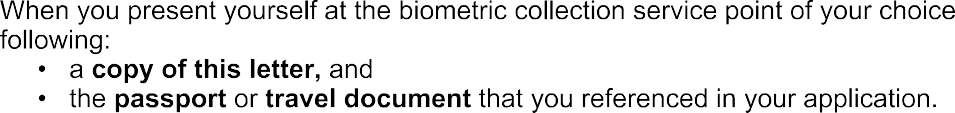 When you present yourself at the biometric collection service point of your choice
following:
• a copy of this letter, and
• the passport or travel document that you referenced in your application.